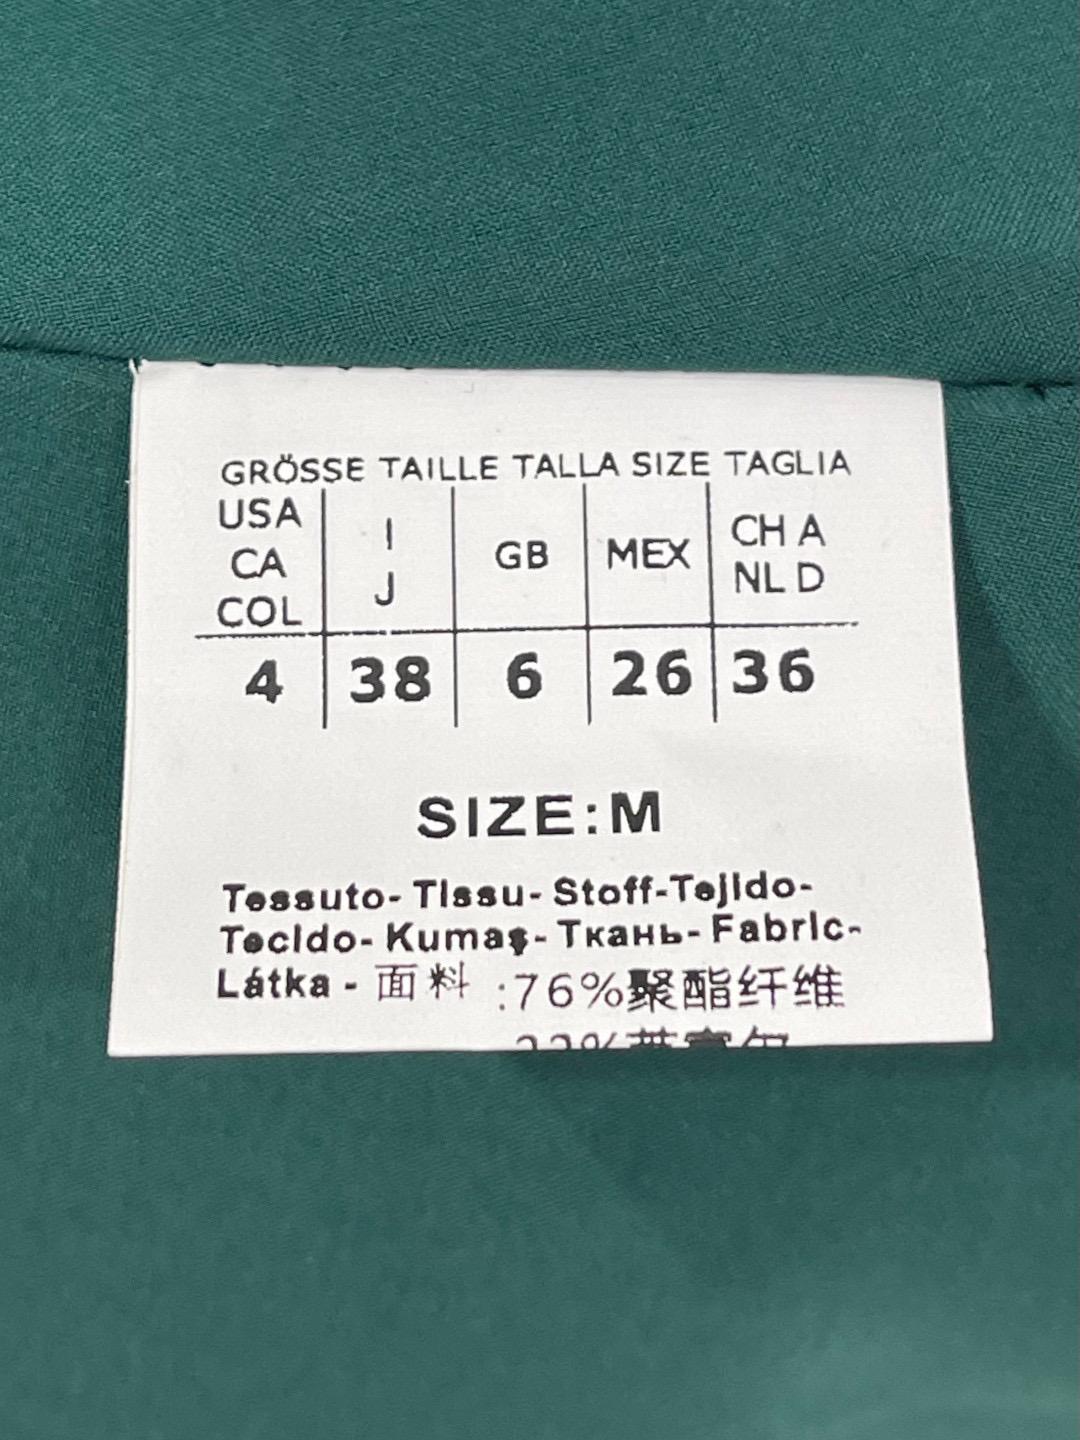 GRÖSSE TAILLE TALLA SIZE TAGLIA
USA CA COL | I J | GB | MEX | CH A NL D
4 | 38 | 6 | 26 | 36
SIZE:M
Tessuto- Tissu- Stoff-Tejido-
Tecido- Kumaş- Ткань- Fabric-
Látka - 面料 :76%聚酯纤维